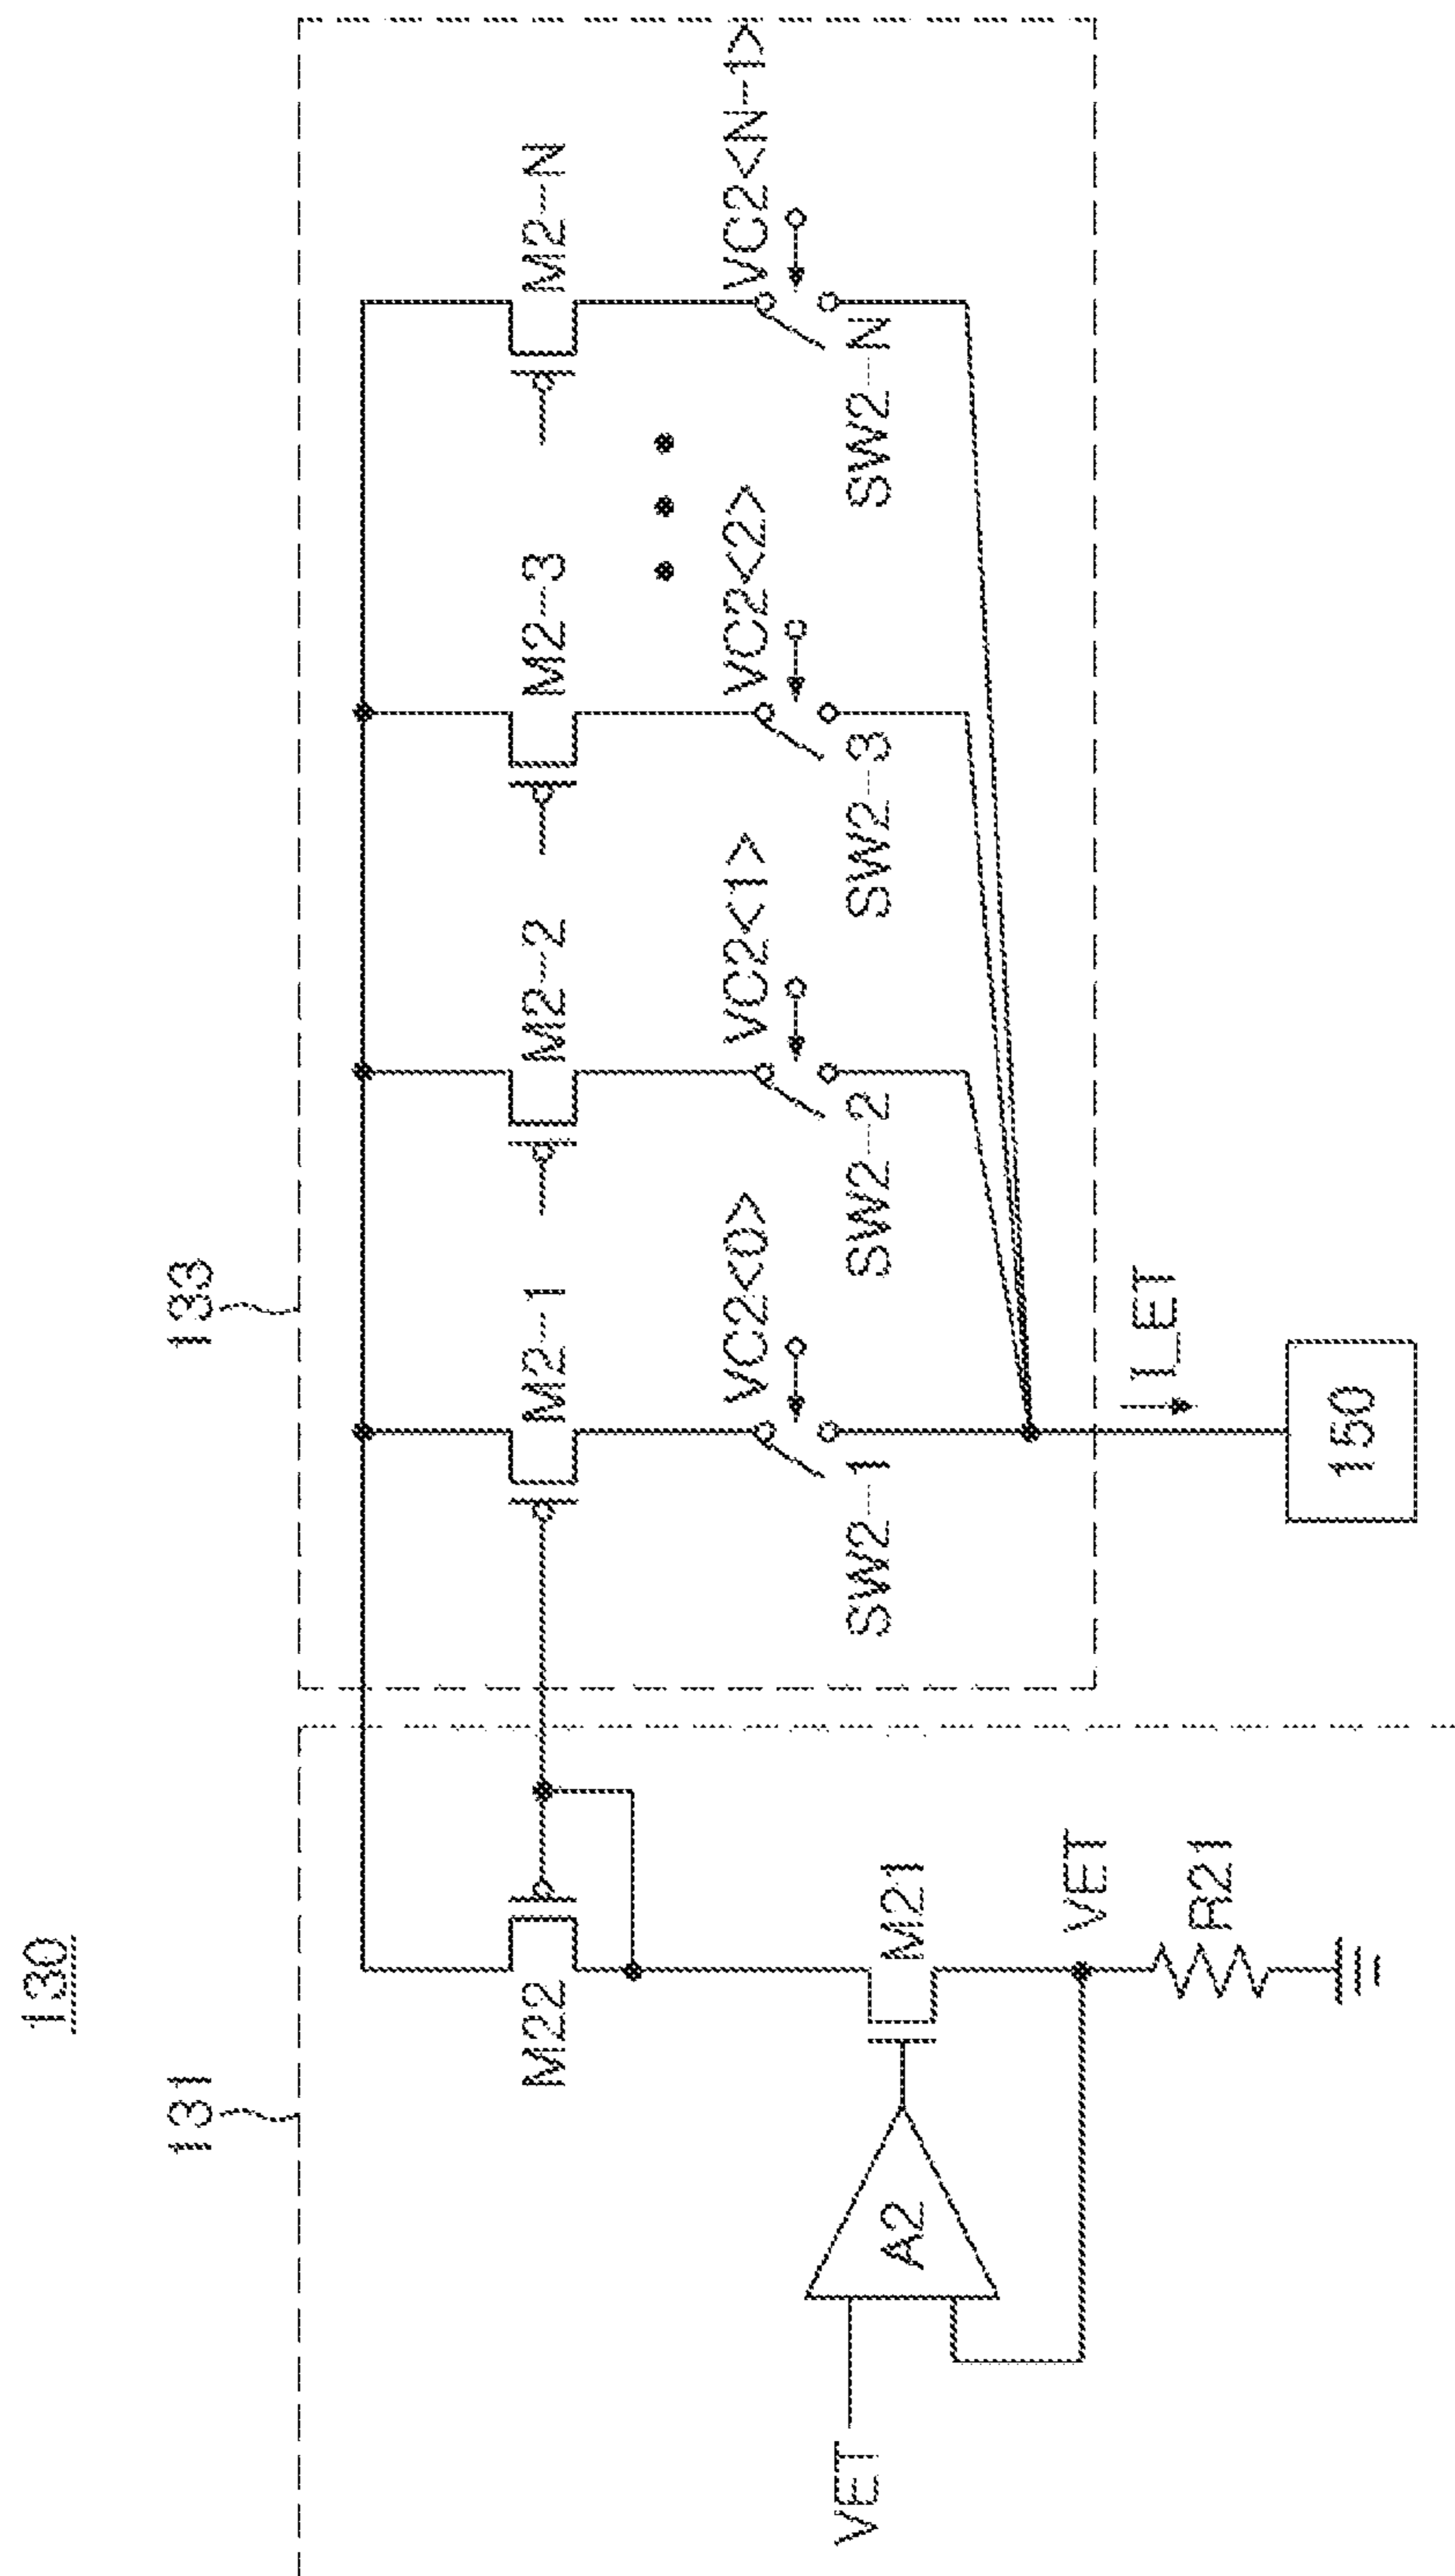 130
131
133
M22
M2-1
M2-2
M2-3
M2-N
VC2<0>
VC2<1>
VC2<2>
VC2<N-1>
SW2-1
SW2-2
SW2-3
SW2-N
VET
A2
M21
VET
R21
I_ET
150